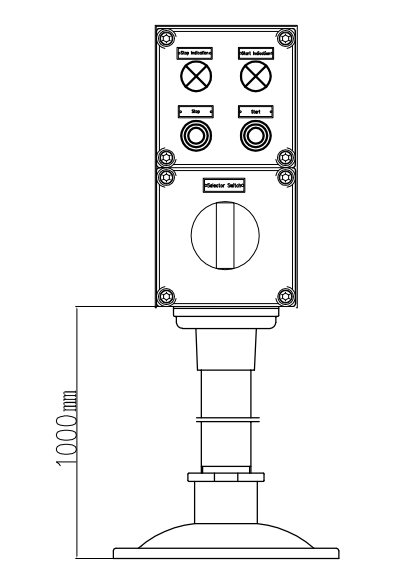 Stop Indication
Start Indication
Stop
Start
Selector Switch
1000mm